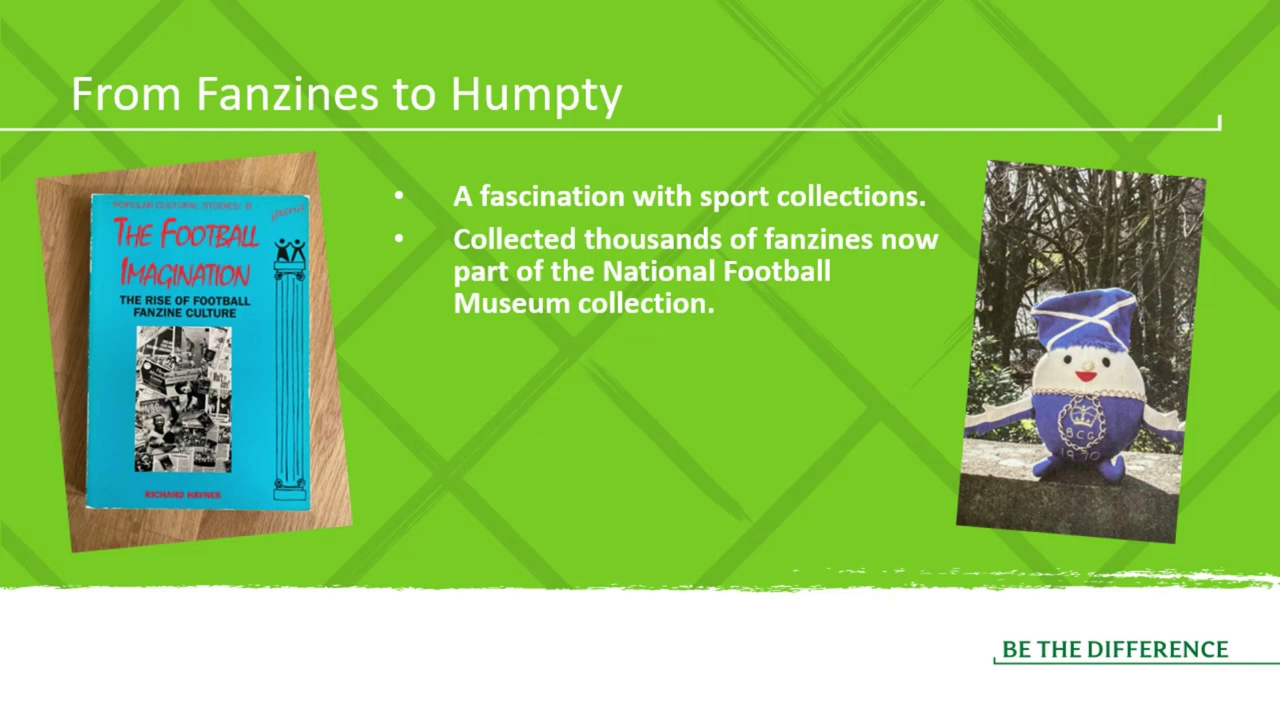 From Fanzines to Humpty
POPULAR CULTURAL STUDIES: 8
THE FOOTBALL
IMAGINATION
THE RISE OF FOOTBALL
FANZINE CULTURE
RICHARD HAYNES
• A fascination with sport collections.
• Collected thousands of fanzines now
part of the National Football
Museum collection.
BCG
1970
BE THE DIFFERENCE